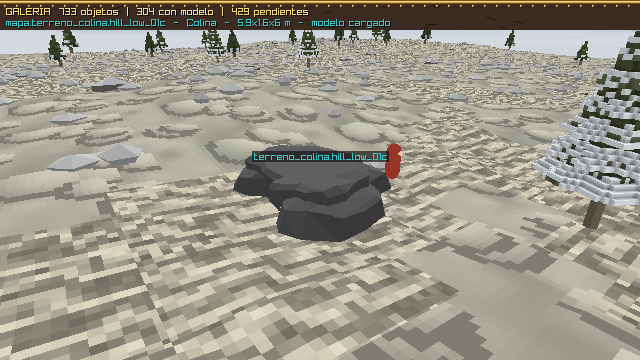 GALERÍA 733 objetos | 304 con modelo | 429 pendientes
mapa.terreno_colina.hill_low_01c - Colina - 5.9x1.6x6 m - modelo cargado
terreno_colina.hill_low_01c